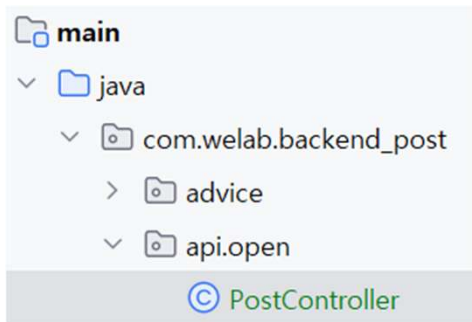 main
java
com.welab.backend_post
advice
api.open
PostController